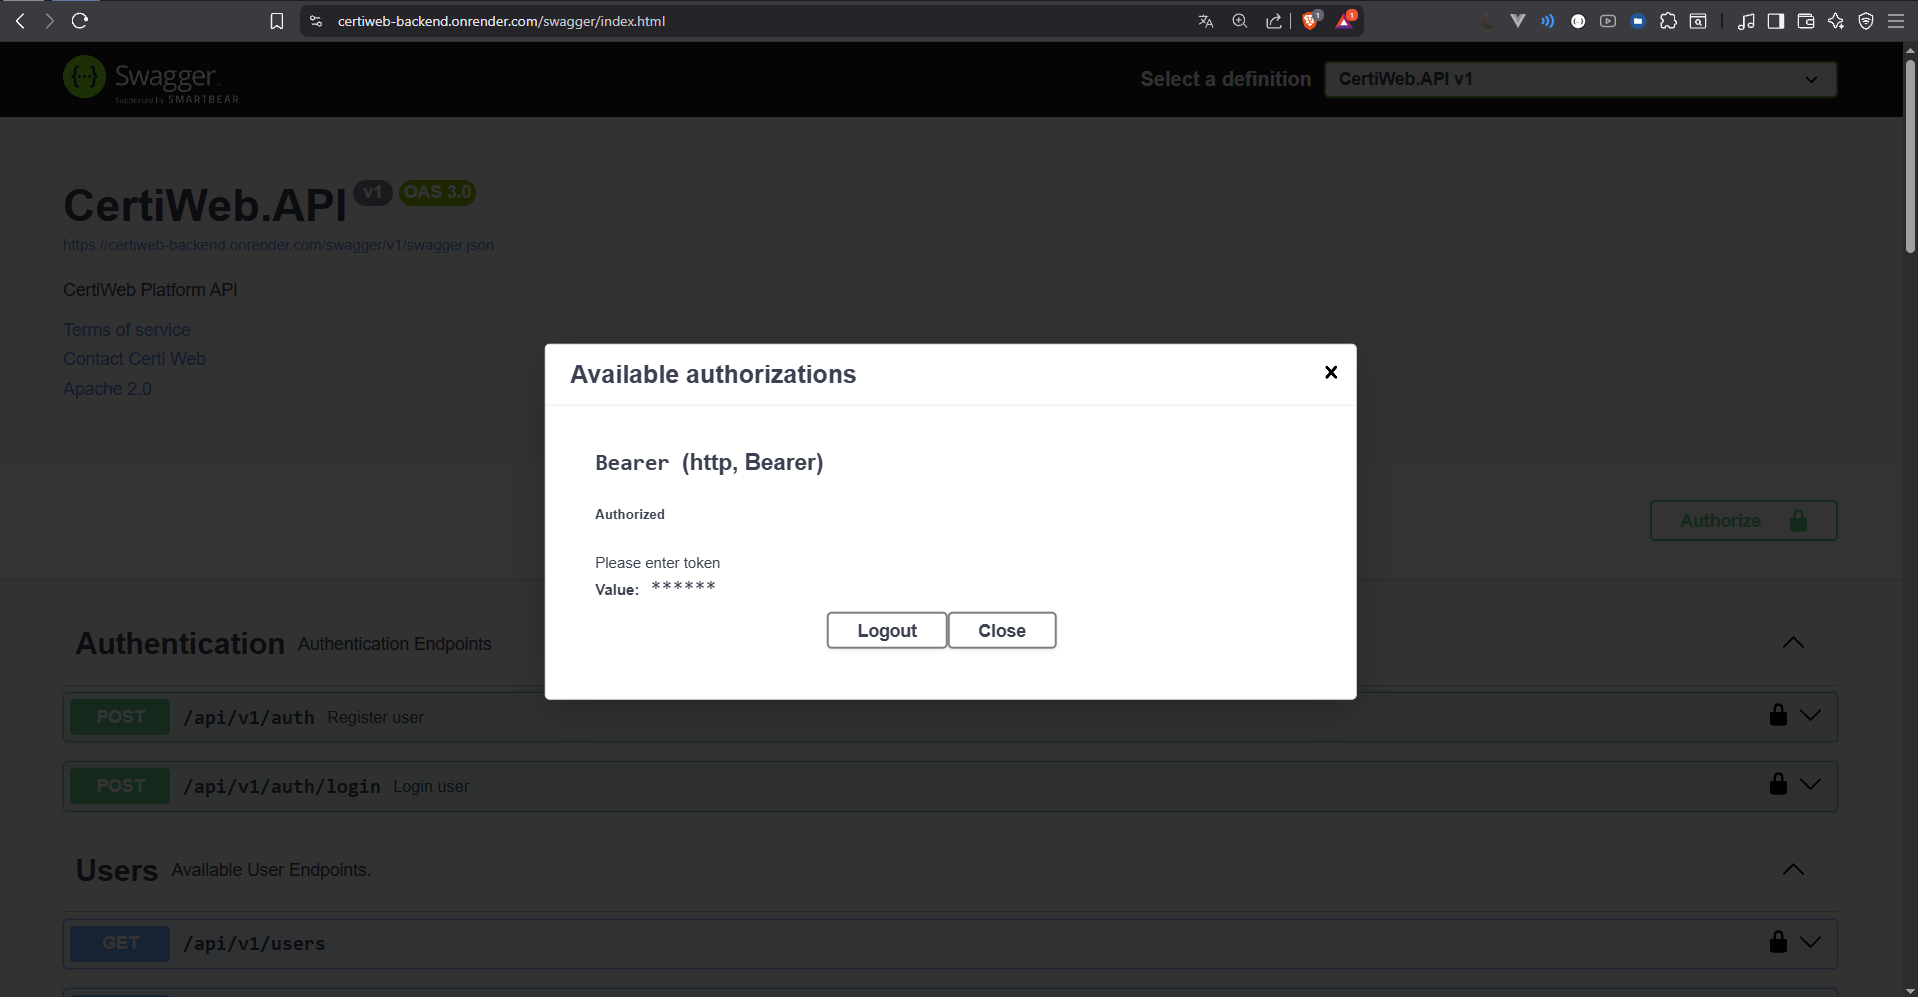 certiweb-backend.onrender.com/swagger/index.html
1
1
Swagger
Supported by SMARTBEAR
Select a definition
CertiWeb.API v1
CertiWeb.API v1 OAS 3.0
https://certiweb-backend.onrender.com/swagger/v1/swagger.json
CertiWeb Platform API
Terms of service
Contact Certi Web
Apache 2.0
Available authorizations
Bearer (http, Bearer)
Authorized
Please enter token
Value: ******
Logout
Close
Authorize
Authentication Authentication Endpoints
POST /api/v1/auth Register user
POST /api/v1/auth/login Login user
Users Available User Endpoints.
GET /api/v1/users